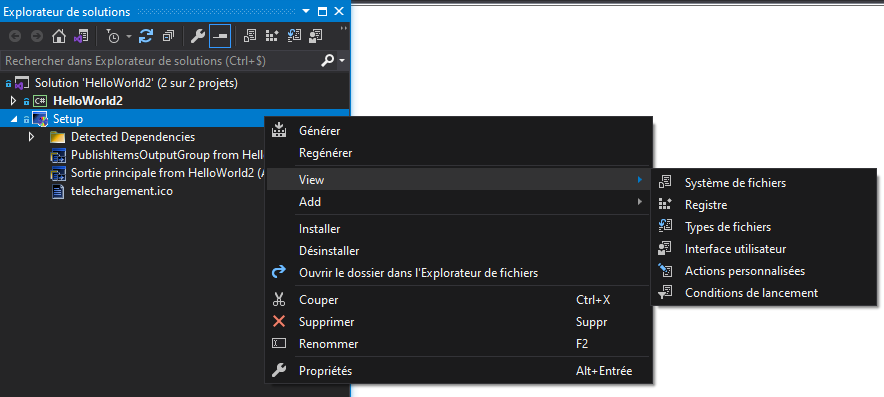 Explorateur de solutions
Rechercher dans Explorateur de solutions (Ctrl+$)
Solution 'HelloWorld2' (2 sur 2 projets)
C# HelloWorld2
Setup
Detected Dependencies
PublishItemsOutputGroup from Hell
Sortie principale from HelloWorld2 (A
telechargement.ico
Générer
Regénérer
View
Add
Installer
Désinstaller
Ouvrir le dossier dans l'Explorateur de fichiers
Couper Ctrl+X
Supprimer Suppr
Renommer F2
Propriétés Alt+Entrée
Système de fichiers
Registre
Types de fichiers
Interface utilisateur
Actions personnalisées
Conditions de lancement